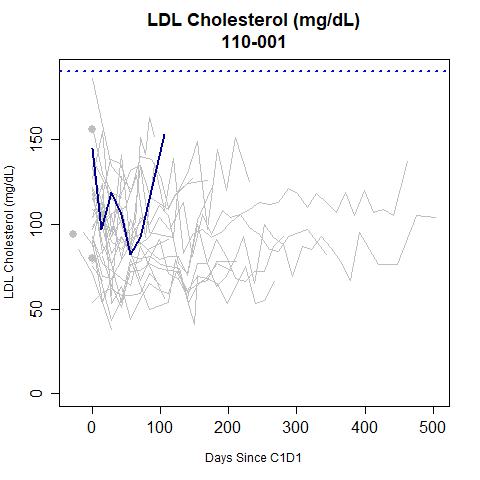 LDL Cholesterol (mg/dL)
110-001
LDL Cholesterol (mg/dL)
150
100
50
0
0 100 200 300 400 500
Days Since C1D1